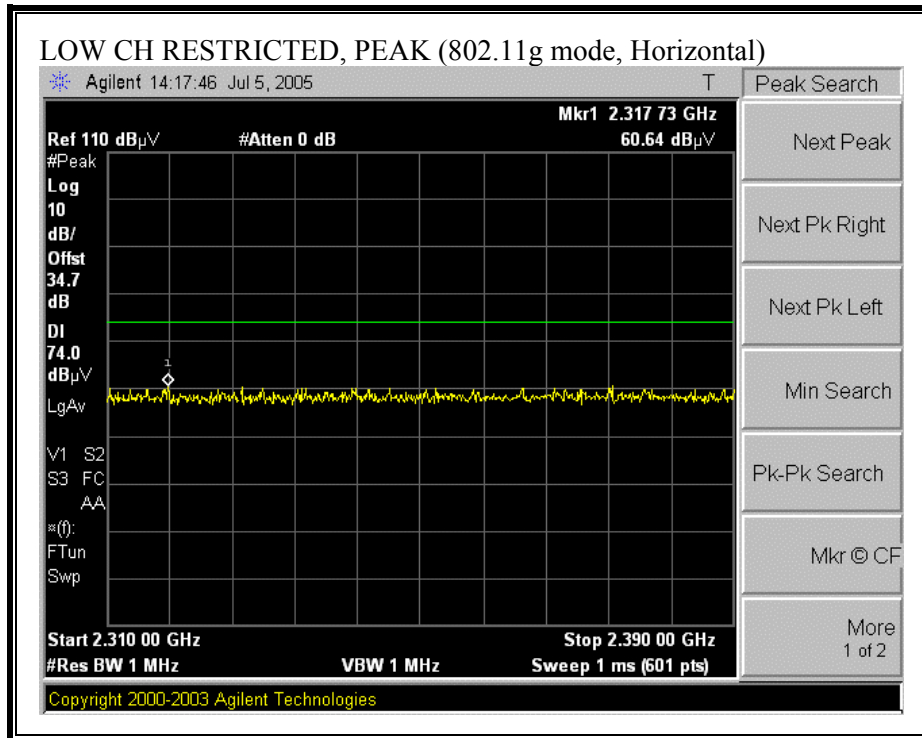 LOW CH RESTRICTED, PEAK (802.11g mode, Horizontal)
Agilent 14:17:46 Jul 5, 2005 T
Peak Search
Mkr1 2.317 73 GHz
Ref 110 dBµV #Atten 0 dB 60.64 dBµV
#Peak
Log
10
dB/
Offst
34.7
dB
DI
74.0
dBµV
LgAv
1
V1 S2
S3 FC
AA
¤(f):
FTun
Swp
Start 2.310 00 GHz Stop 2.390 00 GHz
#Res BW 1 MHz VBW 1 MHz Sweep 1 ms (601 pts)
Copyright 2000-2003 Agilent Technologies
Next Peak
Next Pk Right
Next Pk Left
Min Search
Pk-Pk Search
Mkr © CF
More
1 of 2